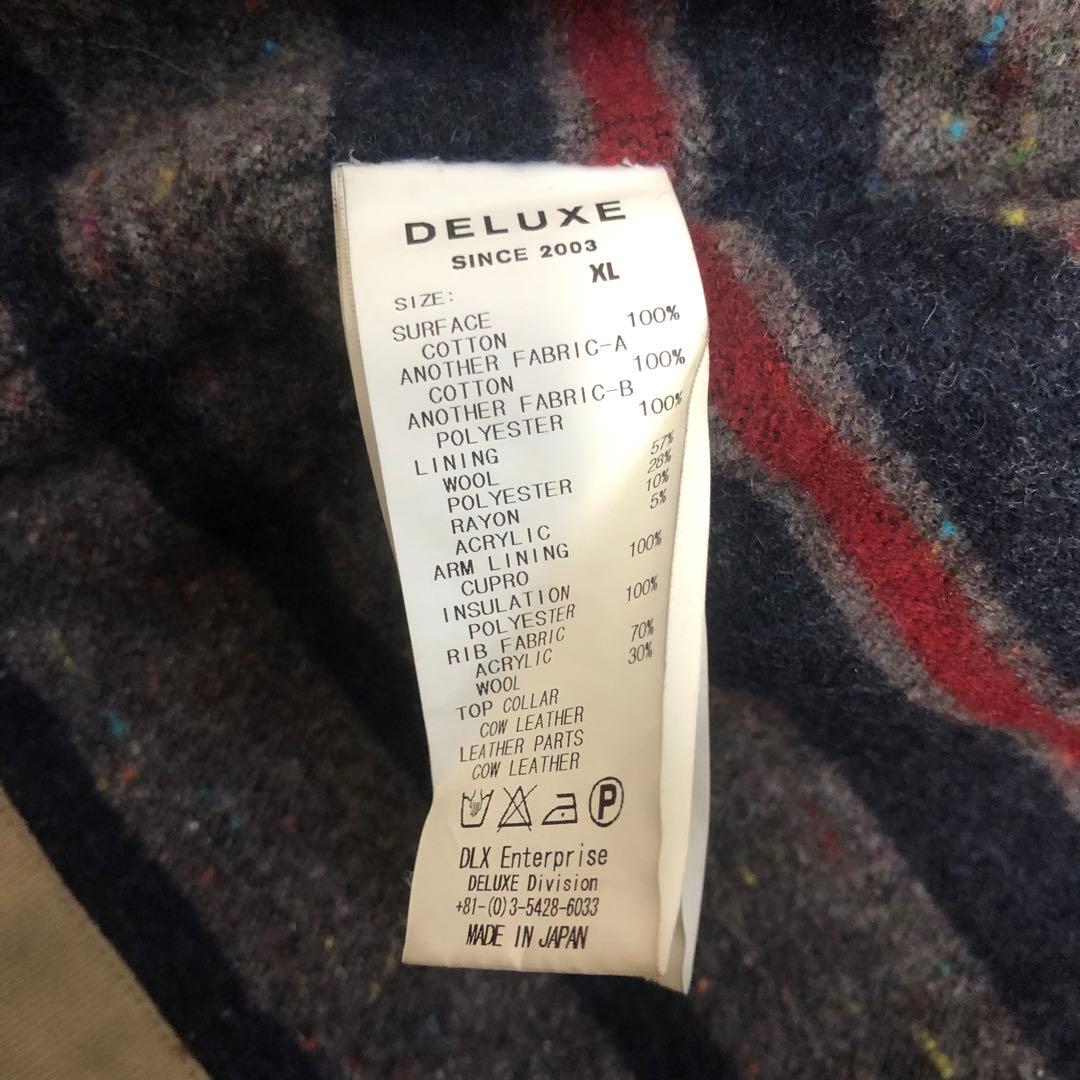 DELUXE
SINCE 2003
SIZE: XL
SURFACE
COTTON 100%
ANOTHER FABRIC-A
COTTON 100%
ANOTHER FABRIC-B
POLYESTER 100%
LINING
WOOL 57%
POLYESTER 28%
RAYON 10%
ACRYLIC 5%
ARM LINING
CUPRO 100%
INSULATION
POLYESTER 100%
RIB FABRIC
ACRYLIC 70%
WOOL 30%
TOP COLLAR
COW LEATHER
LEATHER PARTS
COW LEATHER
P
DLX Enterprise
DELUXE Division
+81-(0)3-5428-6033
MADE IN JAPAN